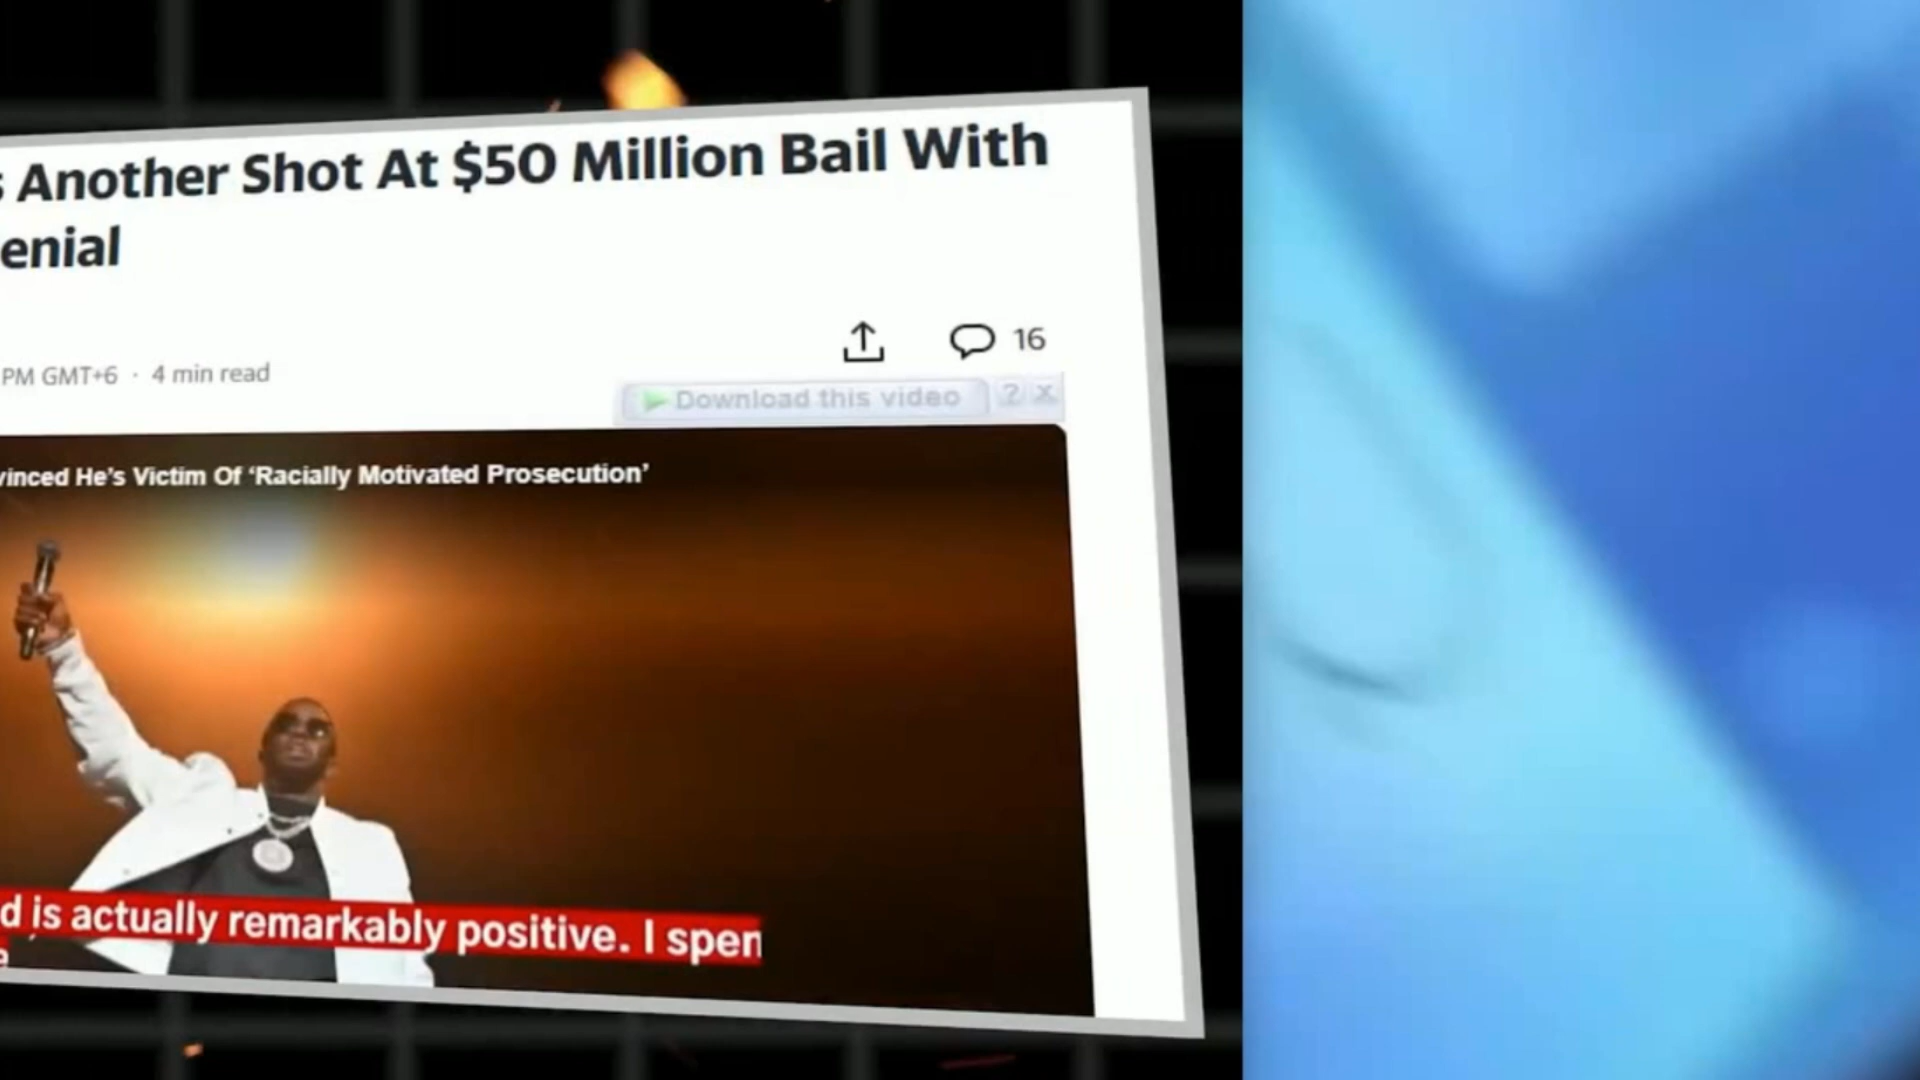 s Another Shot At $50 Million Bail With
enial
16
PM GMT+6 · 4 min read
Download this video ? x
vinced He's Victim Of ‘Racially Motivated Prosecution’
d is actually remarkably positive. I spen
e